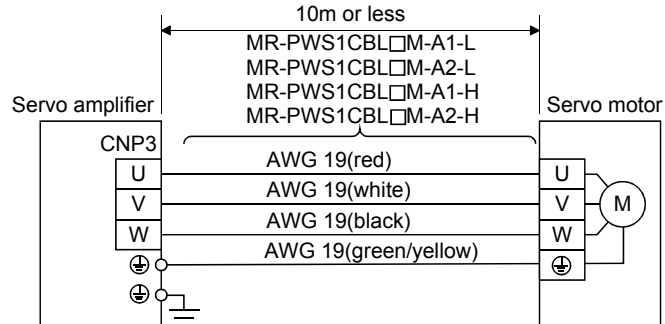 10m or less
MR-PWS1CBL□M-A1-L
MR-PWS1CBL□M-A2-L
MR-PWS1CBL□M-A1-H
MR-PWS1CBL□M-A2-H
Servo amplifier
Servo motor
CNP3
AWG 19(red)
U
U
AWG 19(white)
V
V
M
AWG 19(black)
W
W
AWG 19(green/yellow)